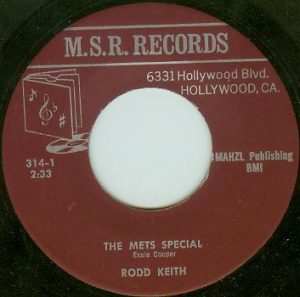 M.S.R. RECORDS
6331 Hollywood Blvd.
HOLLYWOOD, CA.
314-1
2:33
MAHZL Publishing
BMI
THE METS SPECIAL
Essie Cooper
RODD KEITH